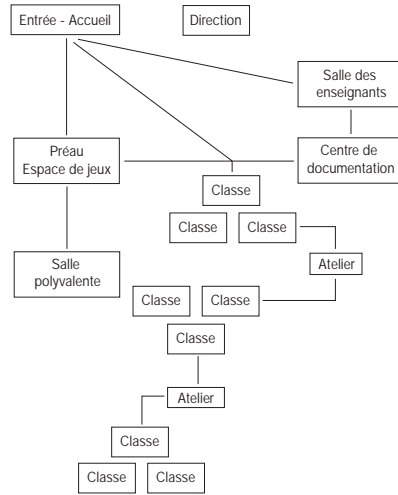 Entrée - Accueil
Direction
Salle des
enseignants
Préau
Espace de jeux
Centre de
documentation
Classe
Classe
Classe
Salle
polyvalente
Atelier
Classe
Classe
Classe
Atelier
Classe
Classe
Classe